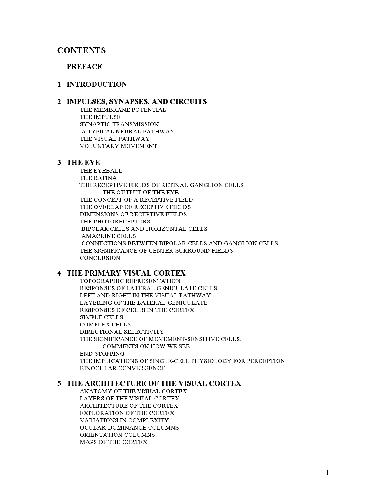 CONTENTS
PREFACE
1 INTRODUCTION
2 IMPULSES, SYNAPSES, AND CIRCUITS
THE MEMBRANE POTENTIAL
THE IMPULSE
SYNAPTIC TRANSMISSION
A TYPICAL NEURAL PATHWAY
THE VISUAL PATHWAY
VOLUNTARY MOVEMENT
3 THE EYE
THE EYEBALL
THE RETINA
THE RECEPTIVE FIELDS OF RETINAL GANGLION CELLS:
THE OUTPUT OF THE EYE
THE CONCEPT OF A RECEPTIVE FIELD
THE OVERLAP OF RECEPTIVE FIELDS
DIMENSIONS OF RECEPTIVE FIELDS
THE PHOTORECEPTORS
BIPOLAR CELLS AND HORIZONTAL CELLS
AMACRINE CELLS
CONNECTIONS BETWEEN BIPOLAR CELLS AND GANGLION CELLS
THE SIGNIFICANCE OF CENTER-SURROUND FIELDS
CONCLUSION
4 THE PRIMARY VISUAL CORTEX
TOPOGRAPHIC REPRESENTATION
RESPONSES OF LATERAL GENICULATE CELLS
LEFT AND RIGHT IN THE VISUAL PATHWAY
LAYERING OF THE LATERAL GENICULATE
RESPONSES OF CELLS IN THE CORTEX
SIMPLE CELLS
COMPLEX CELLS
DIRECTIONAL SELECTIVITY
THE SIGNIFICANCE OF MOVEMENT-SENSITIVE CELLS,
COMMENTS ON HOW WE SEE
END STOPPING
THE IMPLICATIONS OF SINGLE-CELL PHYSIOLOGY FOR PERCEPTION
BINOCULAR CONVERGENCE
5 THE ARCHITECTURE OF THE VISUAL CORTEX
ANATOMY OF THE VISUAL CORTEX
LAYERS OF THE VISUAL CORTEX
ARCHITECTURE OF THE CORTEX
EXPLORATION OF THE CORTEX
VARIATIONS IN COMPLEXITY
OCULAR DOMINANCE COLUMNS
ORIENTATION COLUMNS
MAPS OF THE CORTEX
1